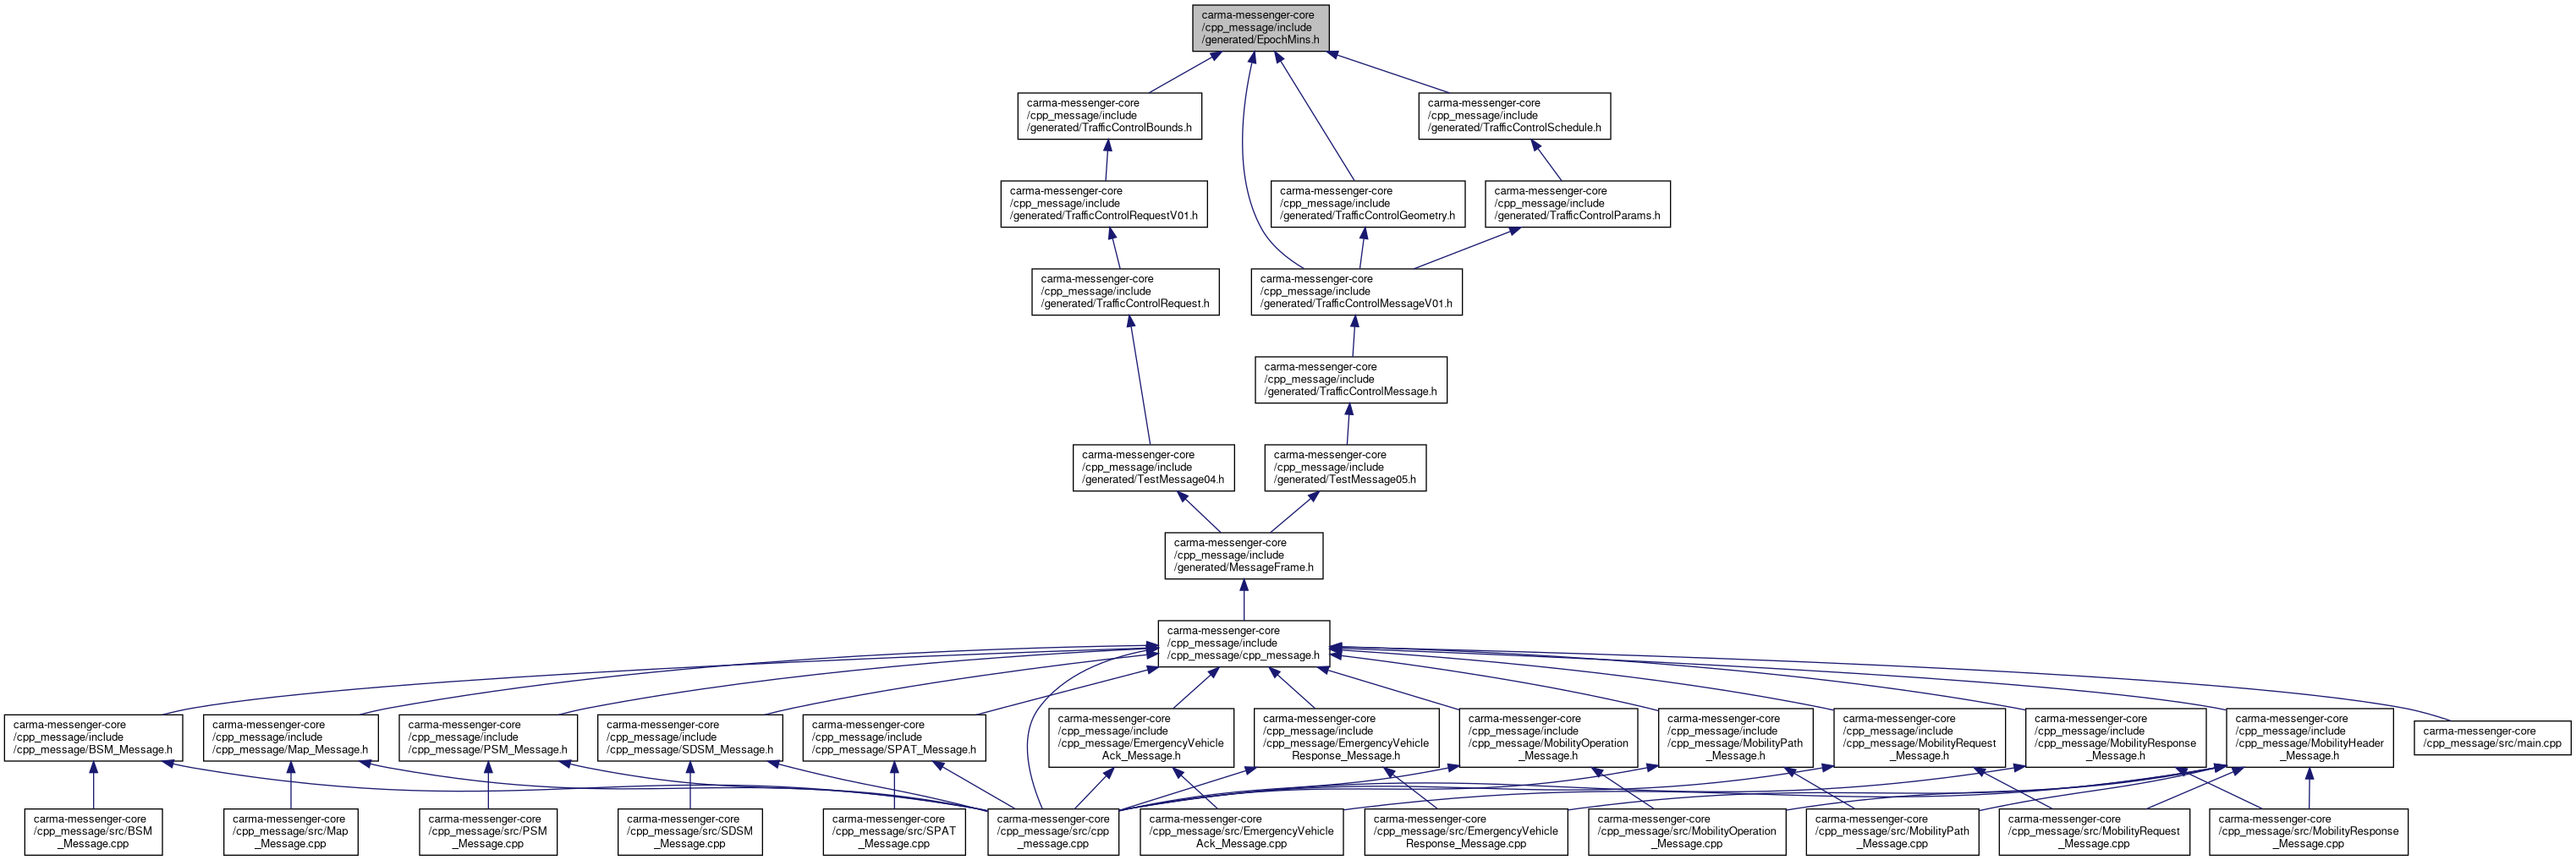 carma-messenger-core
/cpp_message/include
/generated/EpochMins.h
carma-messenger-core
/cpp_message/include
/generated/TrafficControlBounds.h
carma-messenger-core
/cpp_message/include
/generated/TrafficControlSchedule.h
carma-messenger-core
/cpp_message/include
/generated/TrafficControlRequestV01.h
carma-messenger-core
/cpp_message/include
/generated/TrafficControlGeometry.h
carma-messenger-core
/cpp_message/include
/generated/TrafficControlParams.h
carma-messenger-core
/cpp_message/include
/generated/TrafficControlRequest.h
carma-messenger-core
/cpp_message/include
/generated/TrafficControlMessageV01.h
carma-messenger-core
/cpp_message/include
/generated/TrafficControlMessage.h
carma-messenger-core
/cpp_message/include
/generated/TestMessage04.h
carma-messenger-core
/cpp_message/include
/generated/TestMessage05.h
carma-messenger-core
/cpp_message/include
/generated/MessageFrame.h
carma-messenger-core
/cpp_message/include
/cpp_message/cpp_message.h
carma-messenger-core
/cpp_message/include
/cpp_message/BSM_Message.h
carma-messenger-core
/cpp_message/include
/cpp_message/Map_Message.h
carma-messenger-core
/cpp_message/include
/cpp_message/PSM_Message.h
carma-messenger-core
/cpp_message/include
/cpp_message/SDSM_Message.h
carma-messenger-core
/cpp_message/include
/cpp_message/SPAT_Message.h
carma-messenger-core
/cpp_message/include
/cpp_message/EmergencyVehicle
Ack_Message.h
carma-messenger-core
/cpp_message/include
/cpp_message/EmergencyVehicle
Response_Message.h
carma-messenger-core
/cpp_message/include
/cpp_message/MobilityOperation
_Message.h
carma-messenger-core
/cpp_message/include
/cpp_message/MobilityPath
_Message.h
carma-messenger-core
/cpp_message/include
/cpp_message/MobilityRequest
_Message.h
carma-messenger-core
/cpp_message/include
/cpp_message/MobilityResponse
_Message.h
carma-messenger-core
/cpp_message/include
/cpp_message/MobilityHeader
_Message.h
carma-messenger-core
/cpp_message/src/main.cpp
carma-messenger-core
/cpp_message/src/BSM
_Message.cpp
carma-messenger-core
/cpp_message/src/Map
_Message.cpp
carma-messenger-core
/cpp_message/src/PSM
_Message.cpp
carma-messenger-core
/cpp_message/src/SDSM
_Message.cpp
carma-messenger-core
/cpp_message/src/SPAT
_Message.cpp
carma-messenger-core
/cpp_message/src/cpp
_message.cpp
carma-messenger-core
/cpp_message/src/EmergencyVehicle
Ack_Message.cpp
carma-messenger-core
/cpp_message/src/EmergencyVehicle
Response_Message.cpp
carma-messenger-core
/cpp_message/src/MobilityOperation
_Message.cpp
carma-messenger-core
/cpp_message/src/MobilityPath
_Message.cpp
carma-messenger-core
/cpp_message/src/MobilityRequest
_Message.cpp
carma-messenger-core
/cpp_message/src/MobilityResponse
_Message.cpp